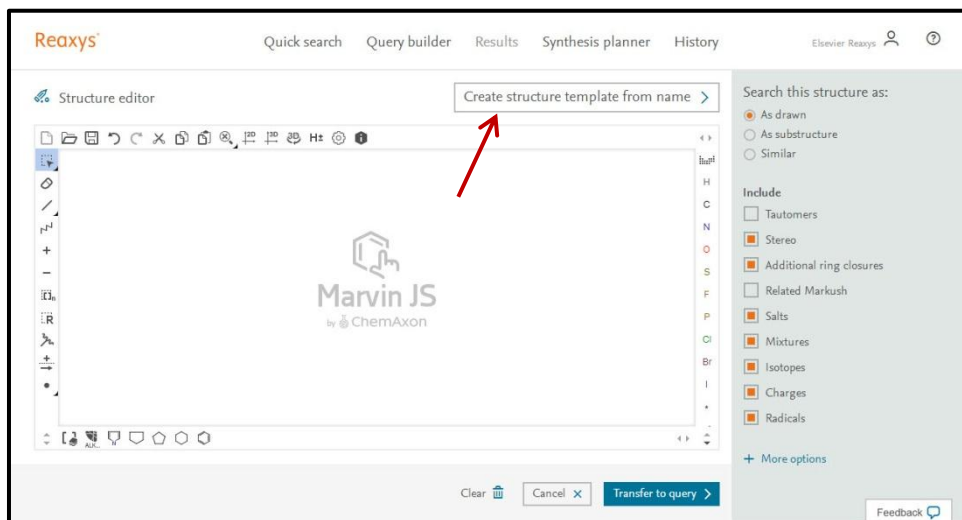 Reaxys
Quick search
Query builder
Results
Synthesis planner
History
Elsevier Reaxys
?
Structure editor
Create structure template from name >
H±
H
C
N
O
S
F
P
Cl
Br
I
*
R
Marvin JS
by ChemAxon
Clear
Cancel
Transfer to query >
Search this structure as:
As drawn
As substructure
Similar
Include
Tautomers
Stereo
Additional ring closures
Related Markush
Salts
Mixtures
Isotopes
Charges
Radicals
+ More options
Feedback